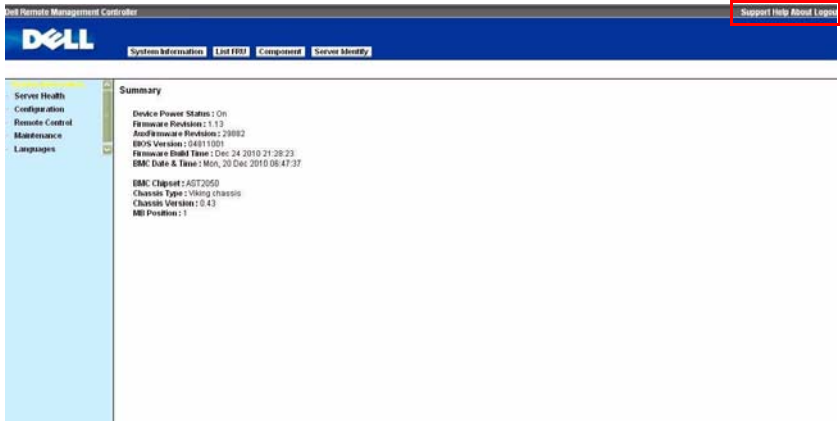 Dell Remote Management Controller
Support Help About Logou
DELL
System Information List FRU Component Server Identify
Server Health
Configuration
Remote Control
Maintenance
Languages
Summary
Device Power Status : On
Firmware Revision : 1.13
AuxFirmware Revision : 29882
BIOS Version : 04811001
Firmware Build Time : Dec 24 2010 21:28:23
BMC Date & Time : Mon, 20 Dec 2010 06:47:37
BMC Chipset : AST2050
Chassis Type : Viking chassis
Chassis Version : 0.43
MB Position : 1